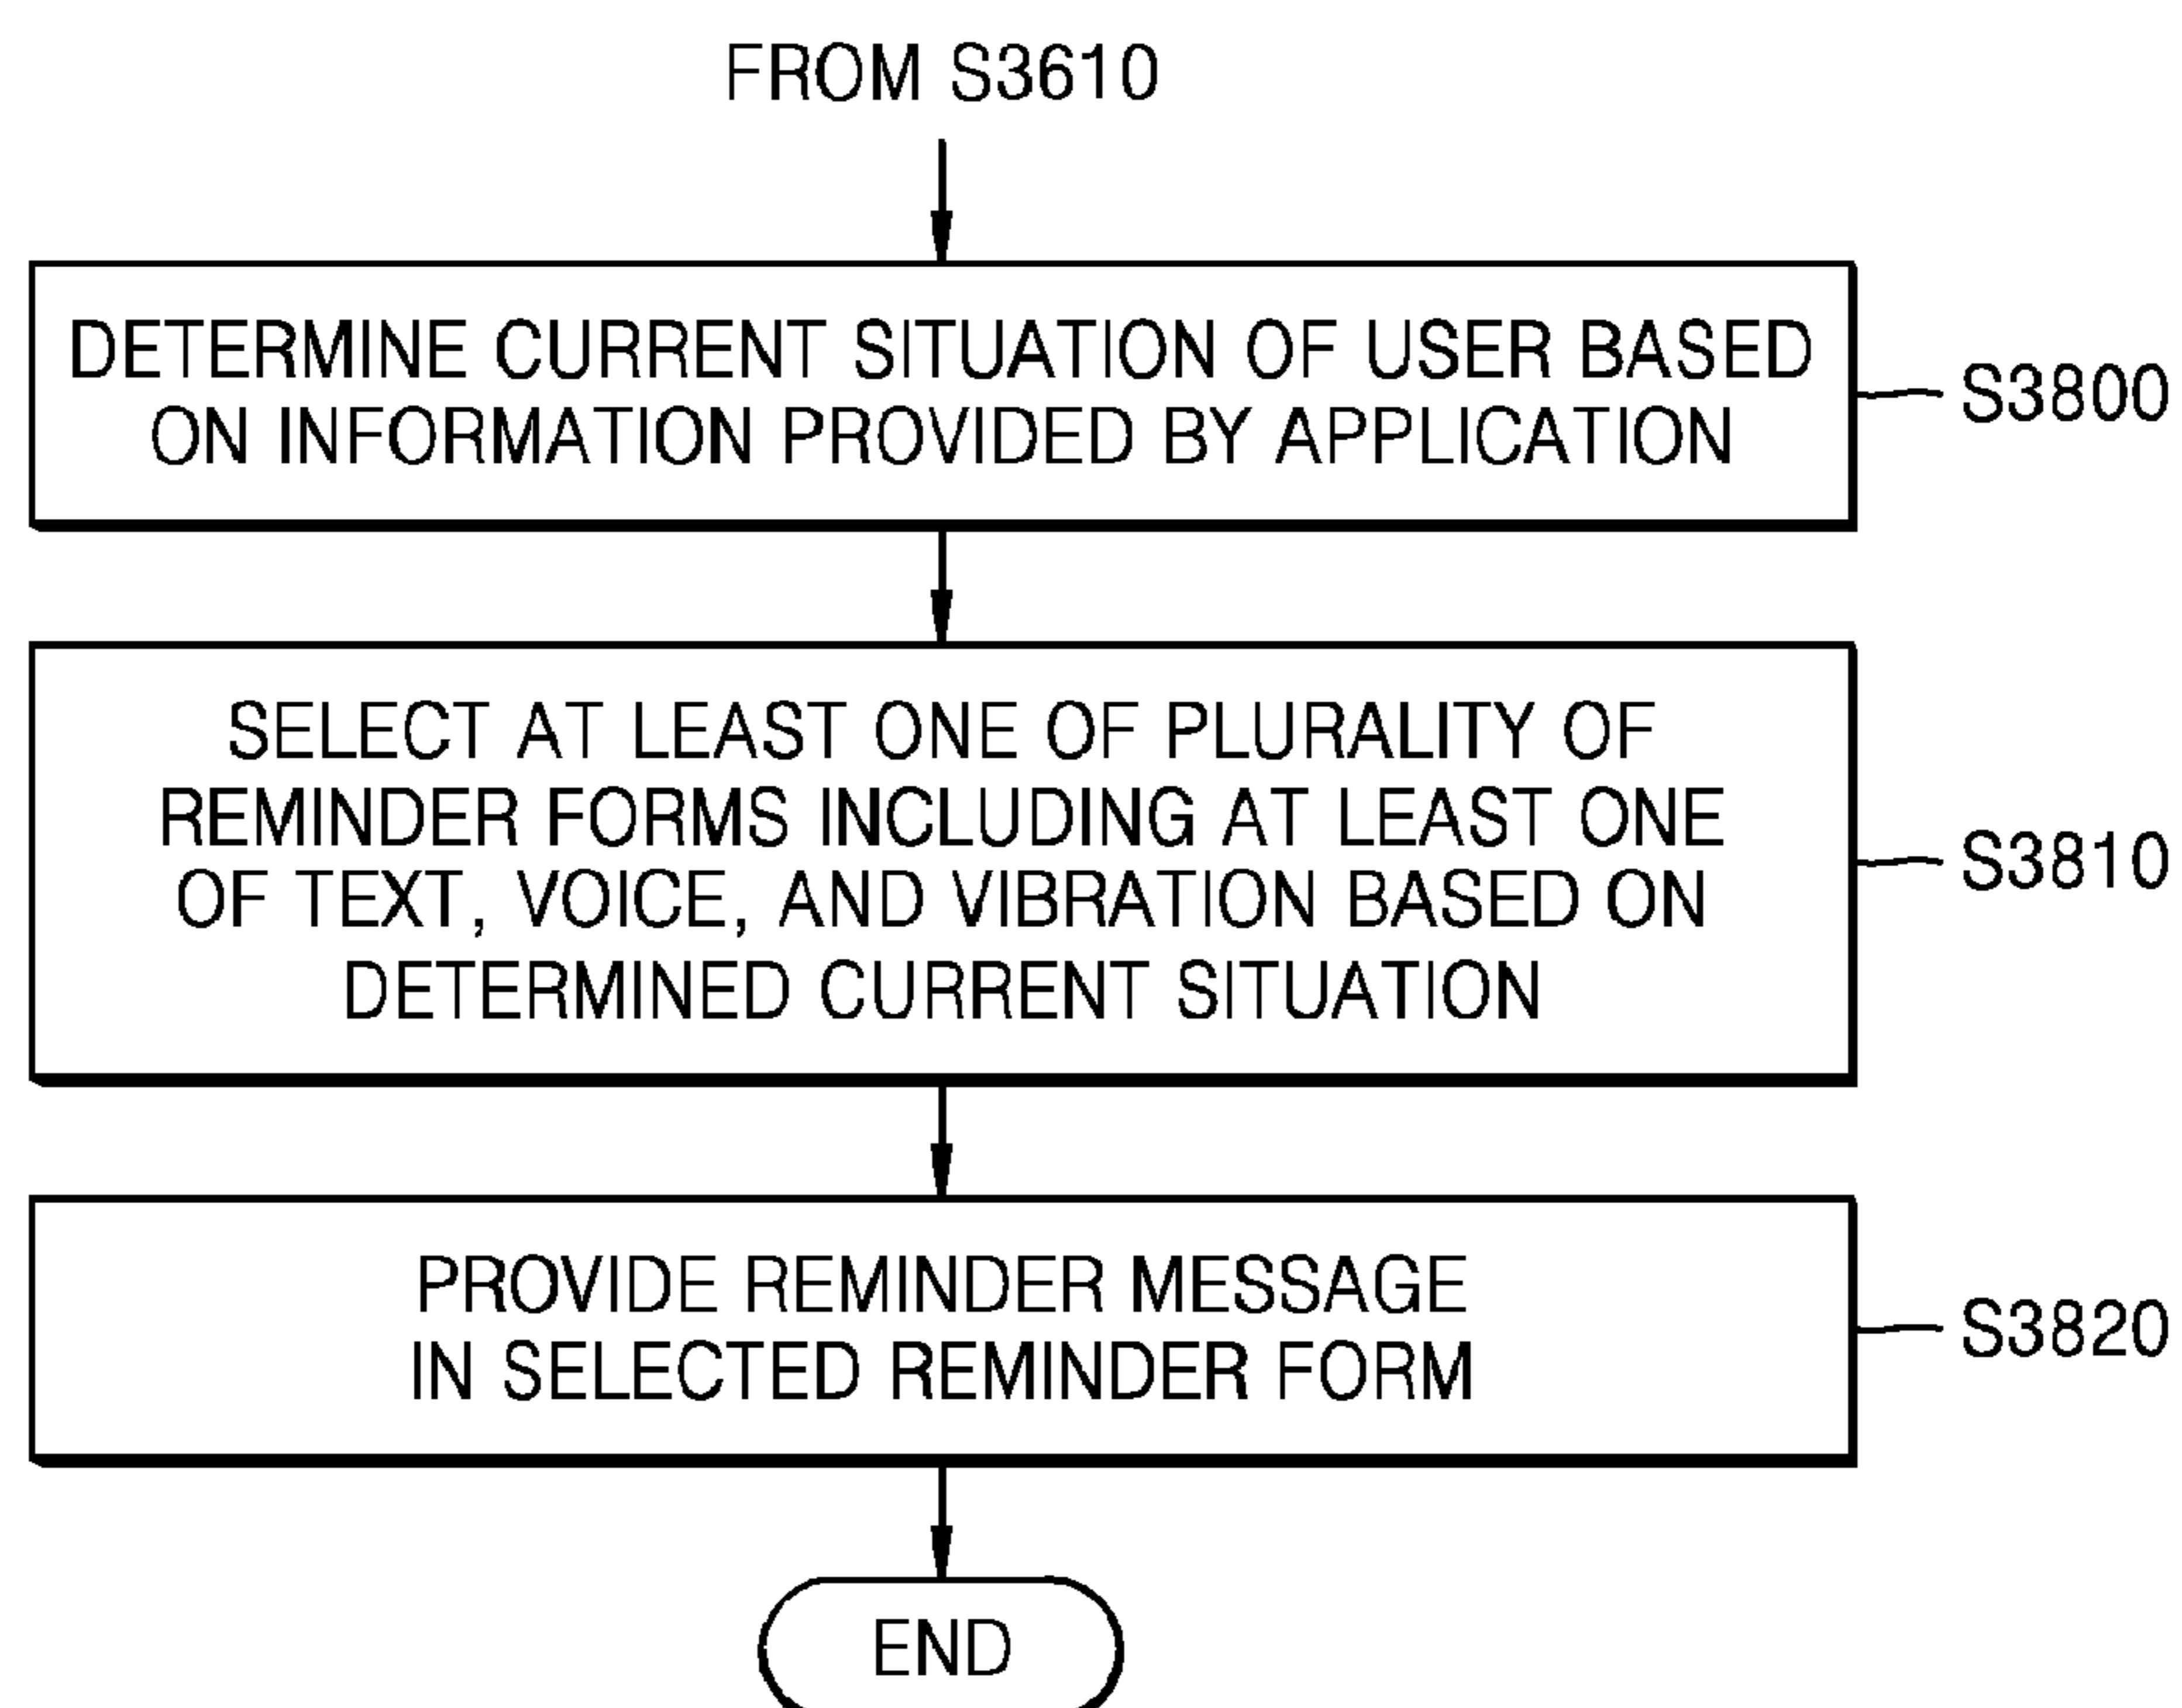 FROM S3610
DETERMINE CURRENT SITUATION OF USER BASED
ON INFORMATION PROVIDED BY APPLICATION
S3800
SELECT AT LEAST ONE OF PLURALITY OF
REMINDER FORMS INCLUDING AT LEAST ONE
OF TEXT, VOICE, AND VIBRATION BASED ON
DETERMINED CURRENT SITUATION
S3810
PROVIDE REMINDER MESSAGE
IN SELECTED REMINDER FORM
S3820
END